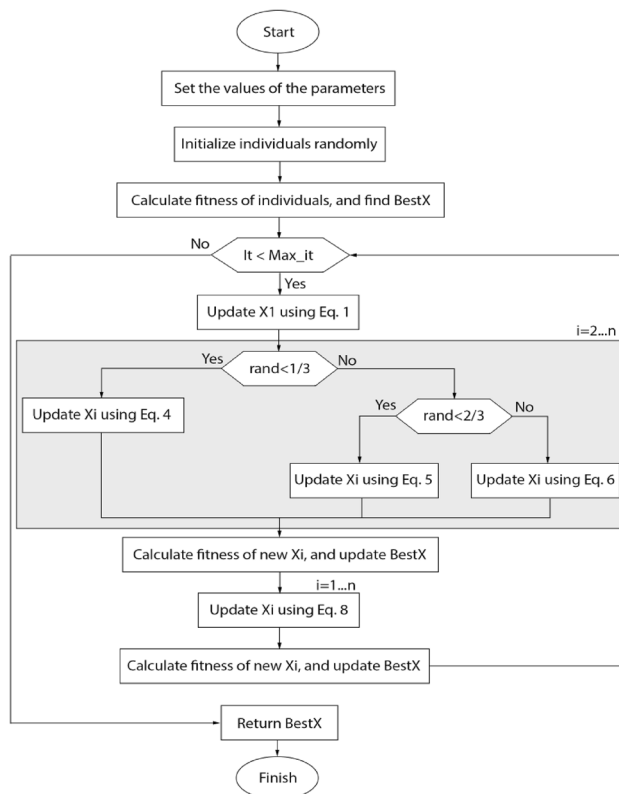 Start
Set the values of the parameters
Initialize individuals randomly
Calculate fitness of individuals, and find BestX
No
It < Max_it
Yes
Update X1 using Eq. 1
i=2...n
Yes
rand<1/3
No
Update Xi using Eq. 4
Yes
rand<2/3
No
Update Xi using Eq. 5
Update Xi using Eq. 6
Calculate fitness of new Xi, and update BestX
i=1...n
Update Xi using Eq. 8
Calculate fitness of new Xi, and update BestX
Return BestX
Finish